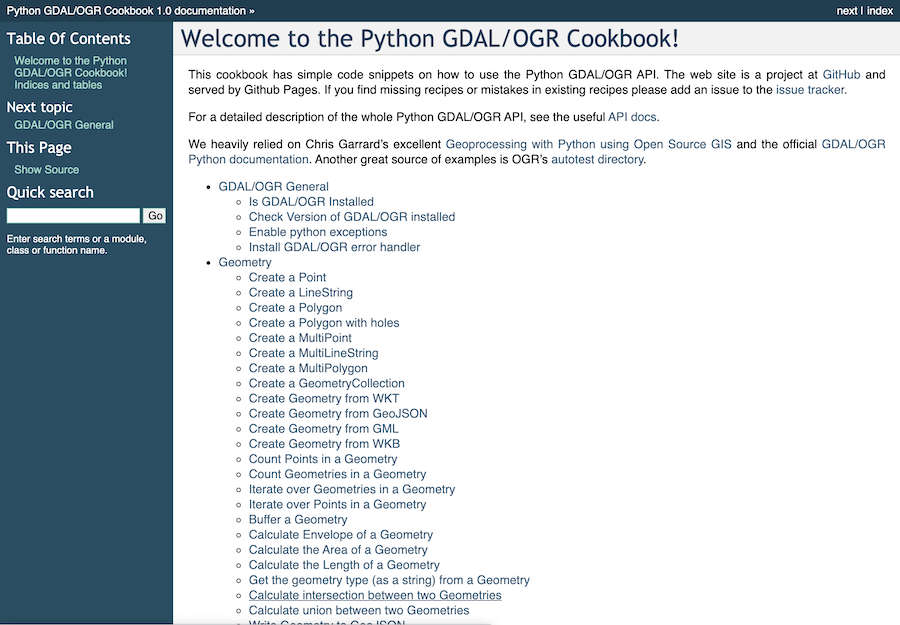 Python GDAL/OGR Cookbook 1.0 documentation »
next | index
Table Of Contents
Welcome to the Python
GDAL/OGR Cookbook!
Indices and tables
Next topic
GDAL/OGR General
This Page
Show Source
Quick search
Go
Enter search terms or a module,
class or function name.
Welcome to the Python GDAL/OGR Cookbook!
This cookbook has simple code snippets on how to use the Python GDAL/OGR API. The web site is a project at GitHub and
served by Github Pages. If you find missing recipes or mistakes in existing recipes please add an issue to the issue tracker.
For a detailed description of the whole Python GDAL/OGR API, see the useful API docs.
We heavily relied on Chris Garrard's excellent Geoprocessing with Python using Open Source GIS and the official GDAL/OGR
Python documentation. Another great source of examples is OGR's autotest directory.
GDAL/OGR General
Is GDAL/OGR Installed
Check Version of GDAL/OGR installed
Enable python exceptions
Install GDAL/OGR error handler
Geometry
Create a Point
Create a LineString
Create a Polygon
Create a Polygon with holes
Create a MultiPoint
Create a MultiLineString
Create a MultiPolygon
Create a GeometryCollection
Create Geometry from WKT
Create Geometry from GeoJSON
Create Geometry from GML
Create Geometry from WKB
Count Points in a Geometry
Count Geometries in a Geometry
Iterate over Geometries in a Geometry
Iterate over Points in a Geometry
Buffer a Geometry
Calculate Envelope of a Geometry
Calculate the Area of a Geometry
Calculate the Length of a Geometry
Get the geometry type (as a string) from a Geometry
Calculate intersection between two Geometries
Calculate union between two Geometries
Write Geometry to GeoJSON